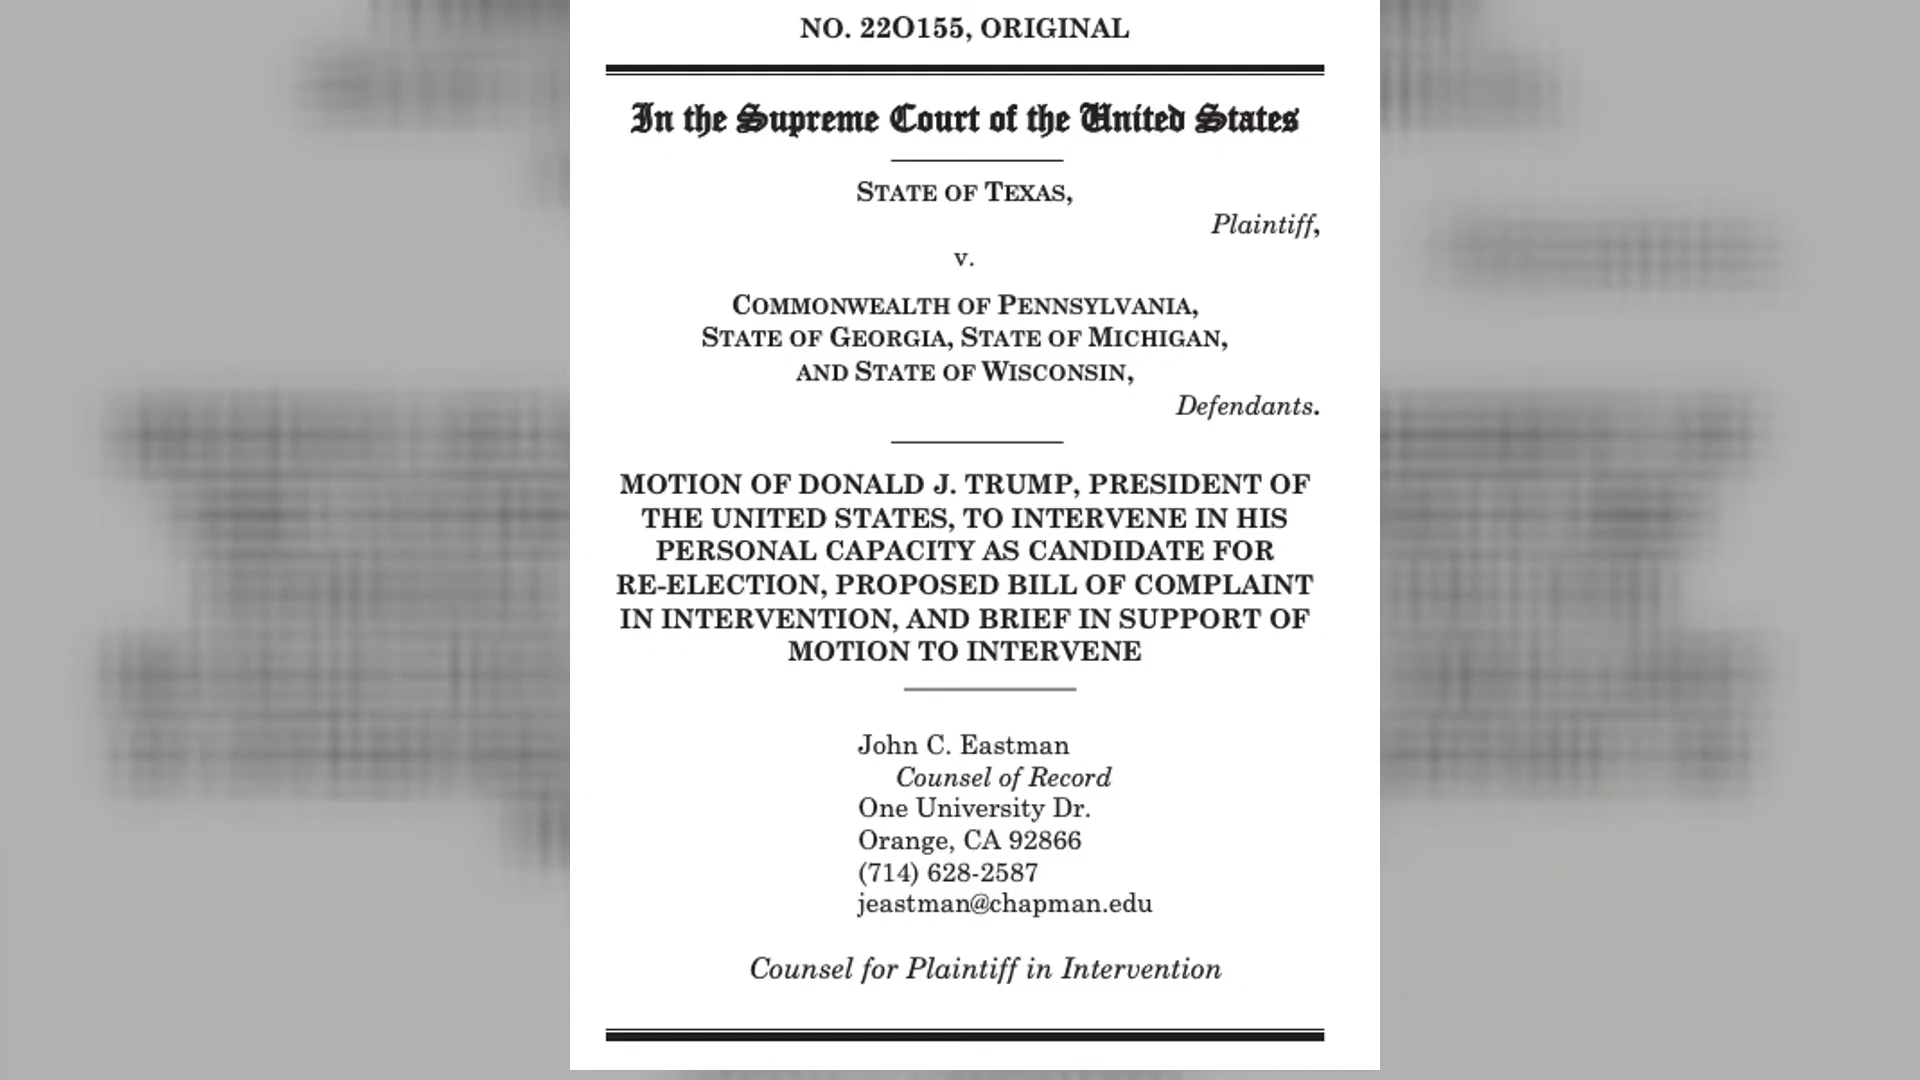 NO. 22O155, ORIGINAL
In the Supreme Court of the United States
STATE OF TEXAS,
Plaintiff,
v.
COMMONWEALTH OF PENNSYLVANIA,
STATE OF GEORGIA, STATE OF MICHIGAN,
AND STATE OF WISCONSIN,
Defendants.
MOTION OF DONALD J. TRUMP, PRESIDENT OF
THE UNITED STATES, TO INTERVENE IN HIS
PERSONAL CAPACITY AS CANDIDATE FOR
RE-ELECTION, PROPOSED BILL OF COMPLAINT
IN INTERVENTION, AND BRIEF IN SUPPORT OF
MOTION TO INTERVENE
John C. Eastman
Counsel of Record
One University Dr.
Orange, CA 92866
(714) 628-2587
jeastman@chapman.edu
Counsel for Plaintiff in Intervention